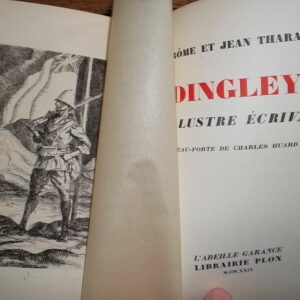 RÔME ET JEAN THARA
DINGLEY
LUSTRE ÉCRIV
EAU-FORTE DE CHARLES HUARD
L'ABEILLE GARANCE
LIBRAIRIE PLON
M.CM.XXIX